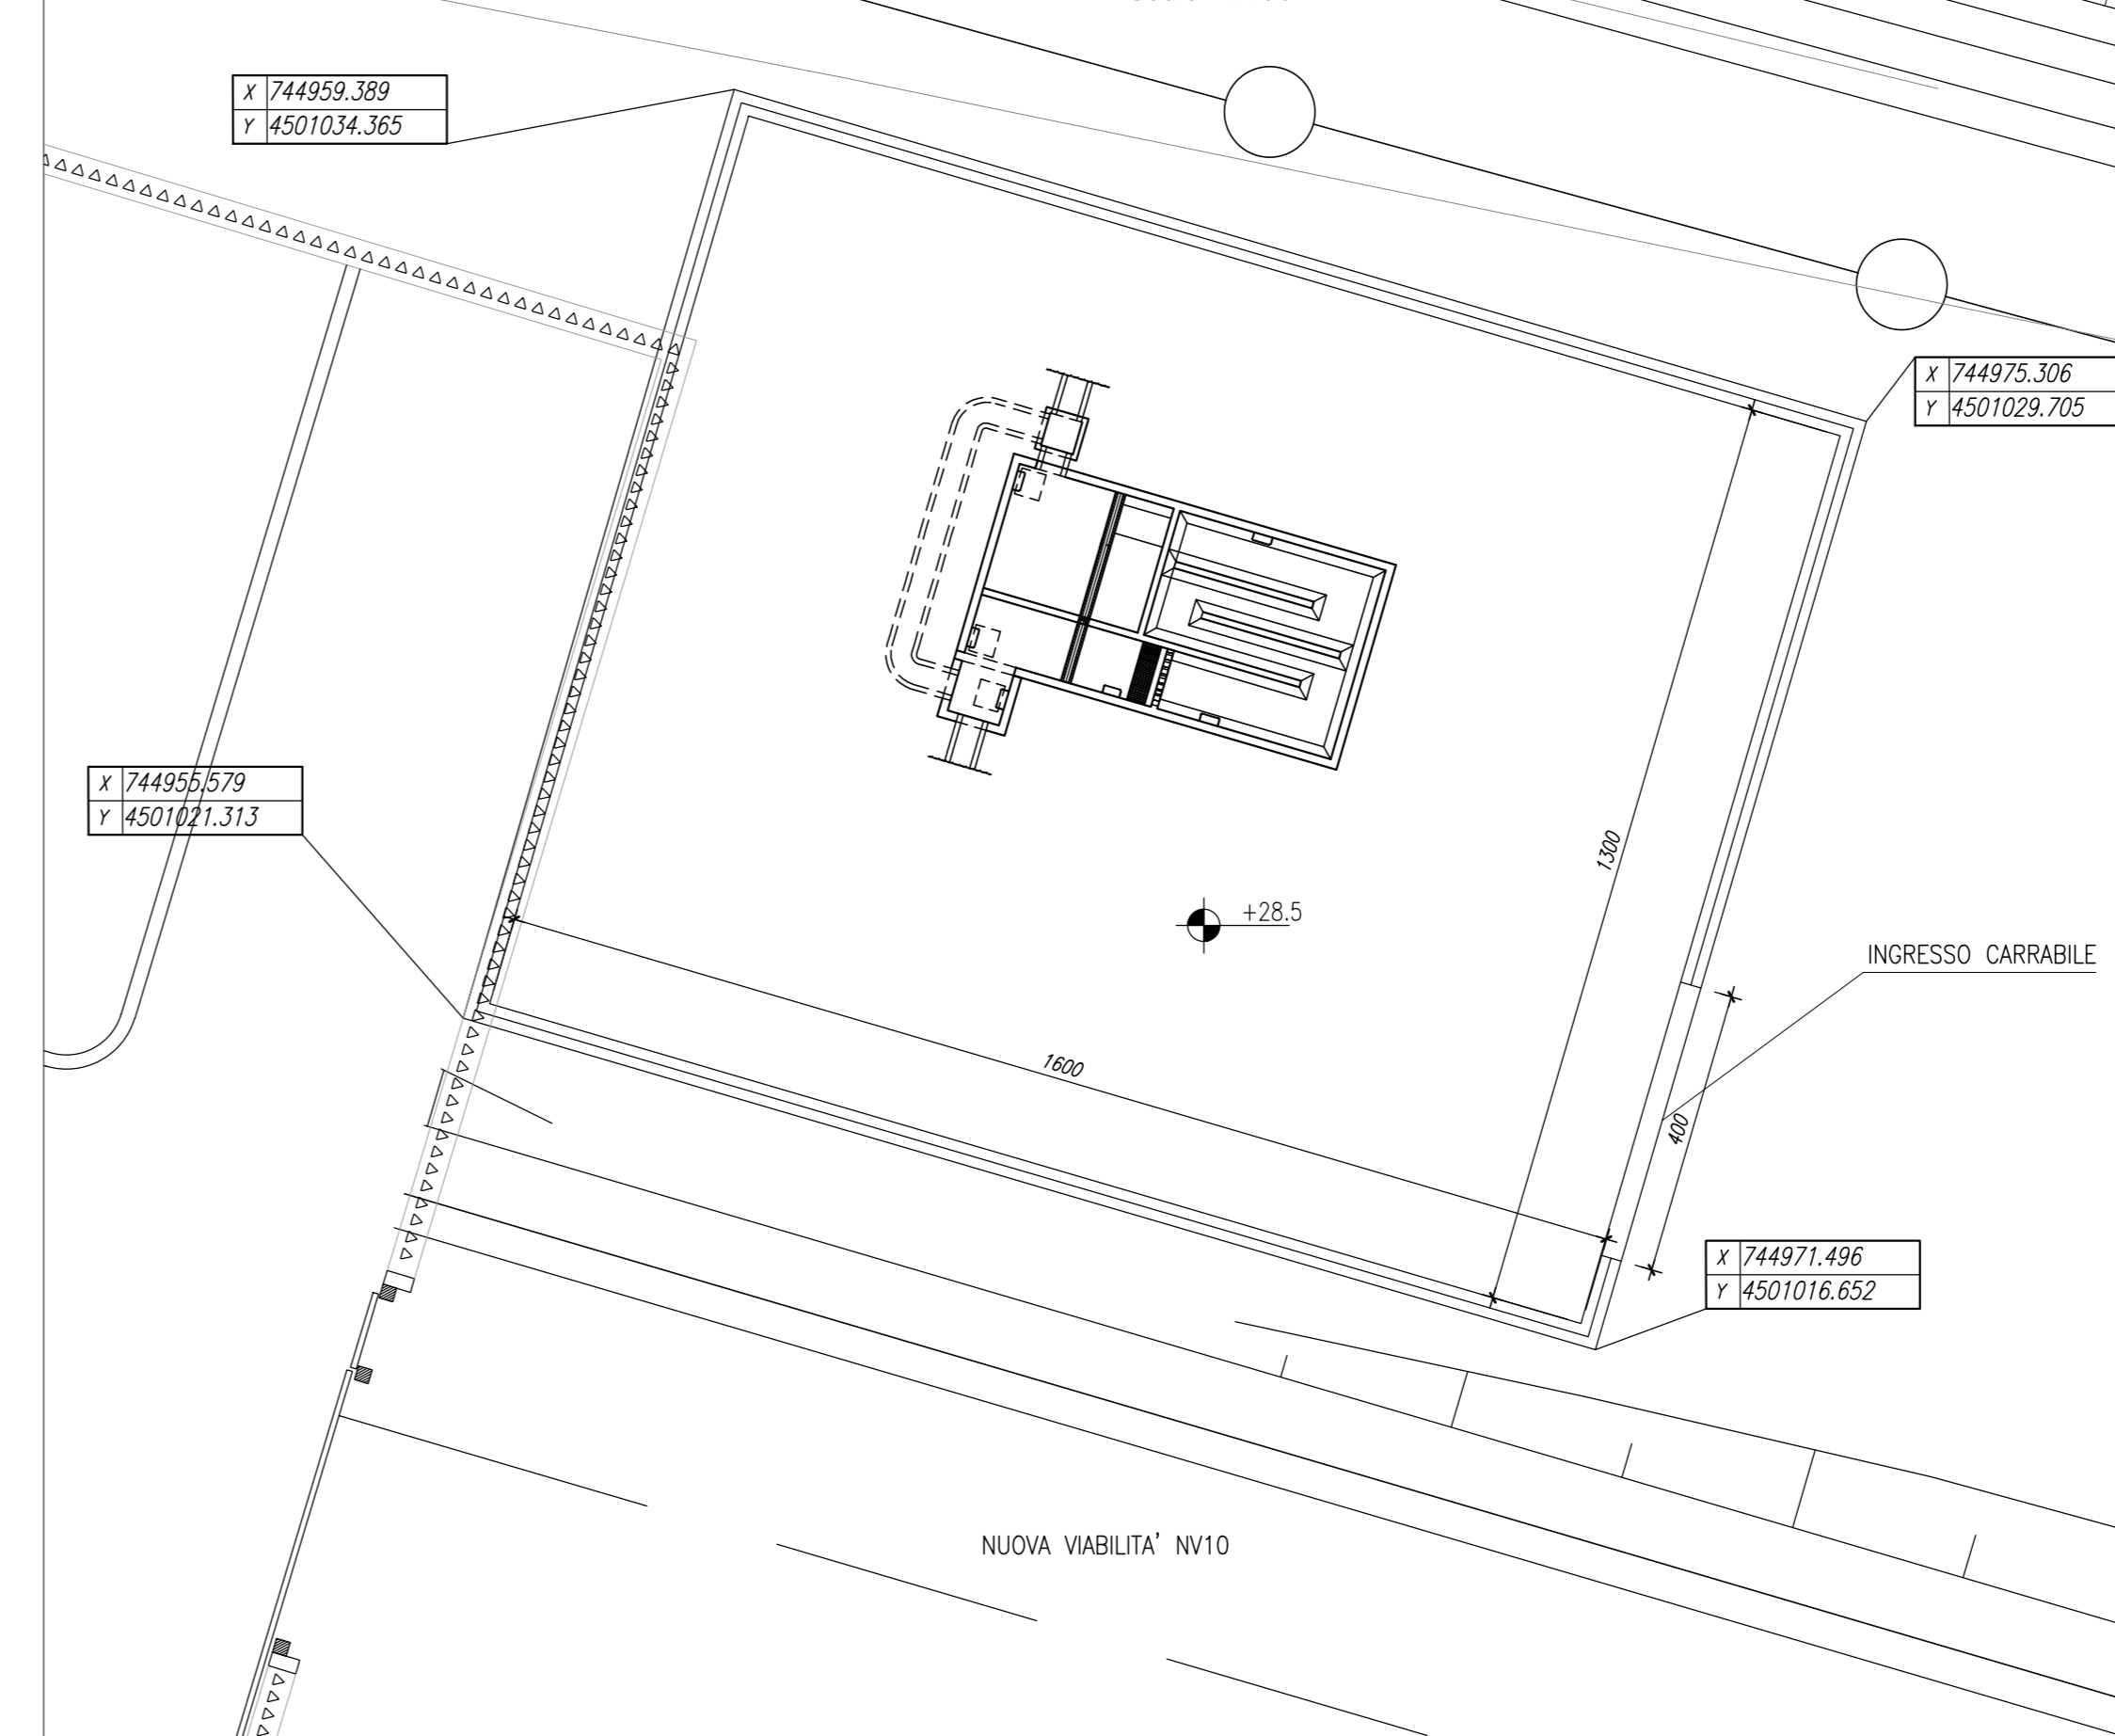 X 744959.389
Y 4501034.365
X 744975.306
Y 4501029.705
X 744955.579
Y 4501021.313
1300
+28.5
INGRESSO CARRABILE
1600
400
X 744971.496
Y 4501016.652
NUOVA VIABILITA' NV10